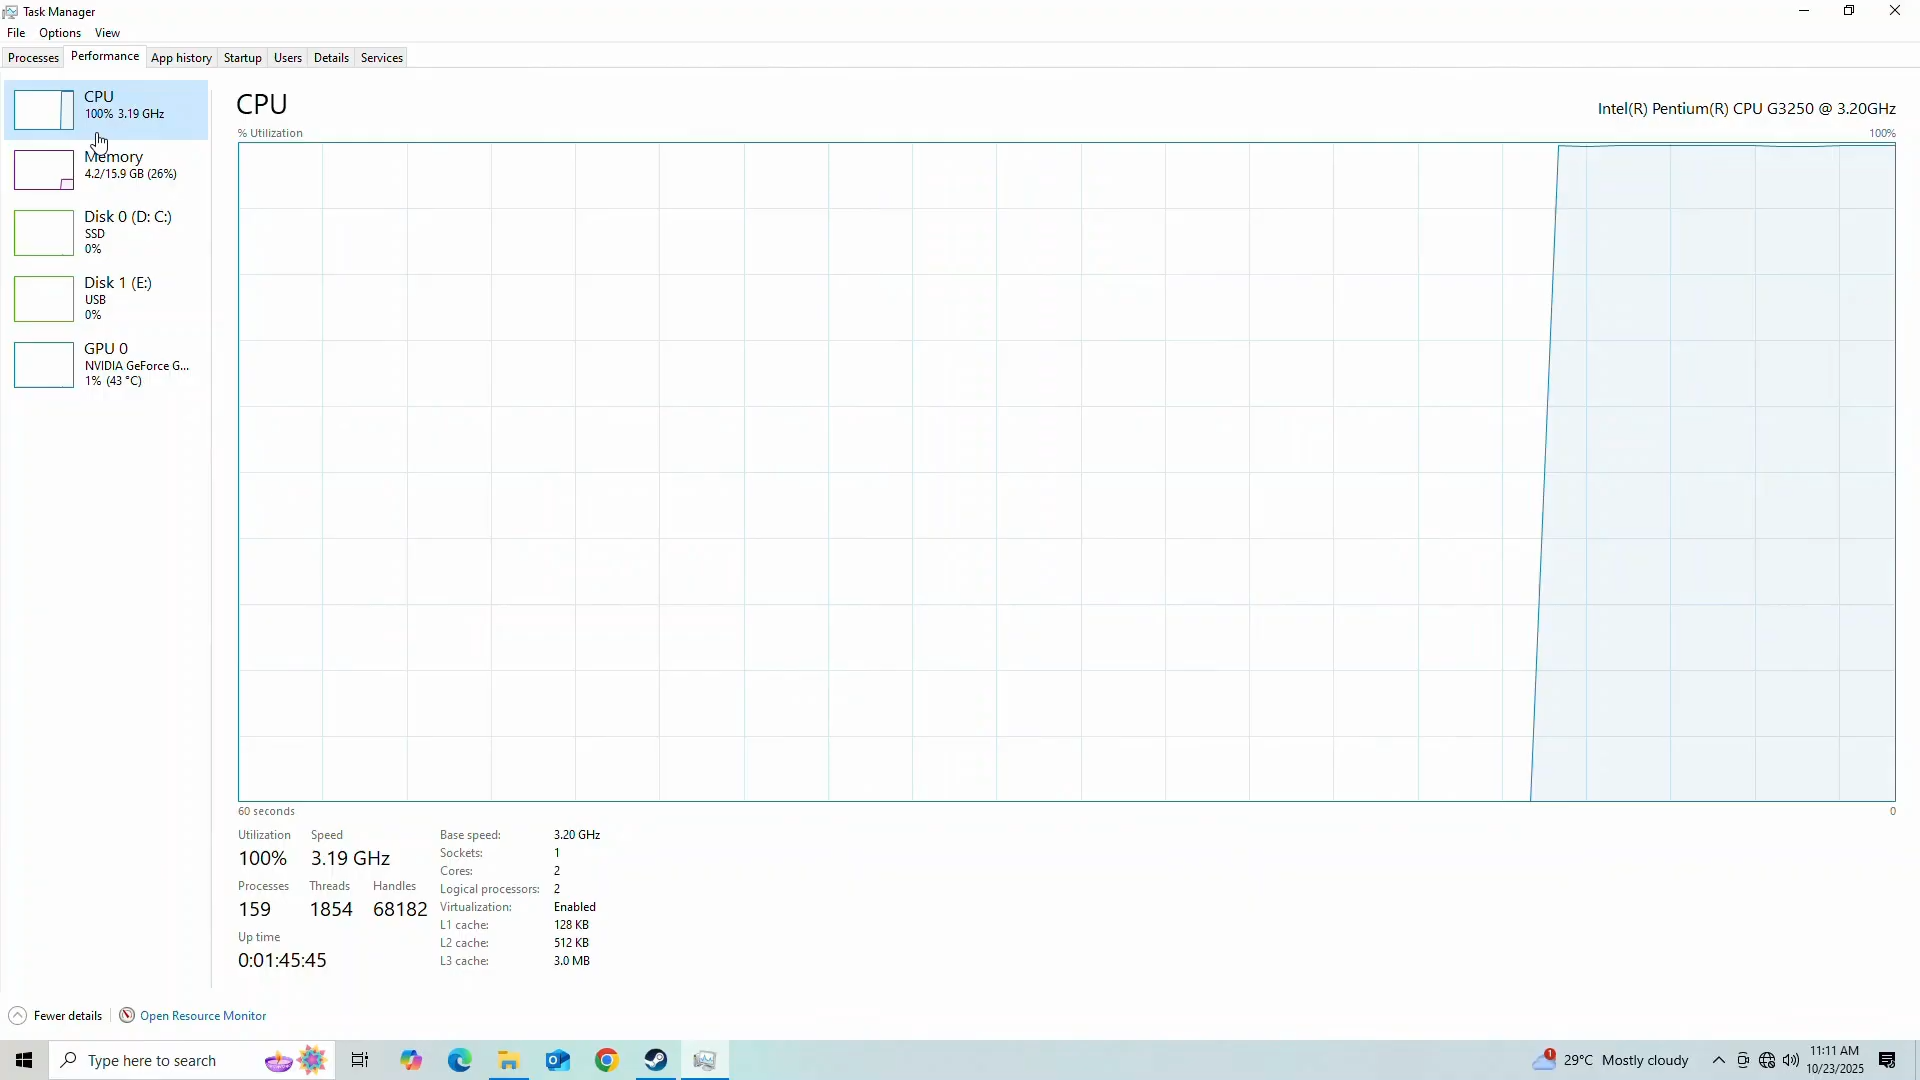 Task Manager
File Options View
Processes Performance App history Startup Users Details Services
CPU
100% 3.19 GHz
Memory
4.2/15.9 GB (26%)
Disk 0 (D: C:)
SSD
0%
Disk 1 (E:)
USB
0%
GPU 0
NVIDIA GeForce G...
1% (43 °C)
CPU
Intel(R) Pentium(R) CPU G3250 @ 3.20GHz
% Utilization
100%
60 seconds
0
Utilization Speed
100% 3.19 GHz
Processes Threads Handles
159 1854 68182
Up time
0:01:45:45
Base speed: 3.20 GHz
Sockets: 1
Cores: 2
Logical processors: 2
Virtualization: Enabled
L1 cache: 128 KB
L2 cache: 512 KB
L3 cache: 3.0 MB
Fewer details
Open Resource Monitor
Type here to search
1
29°C Mostly cloudy
11:11 AM
10/23/2025